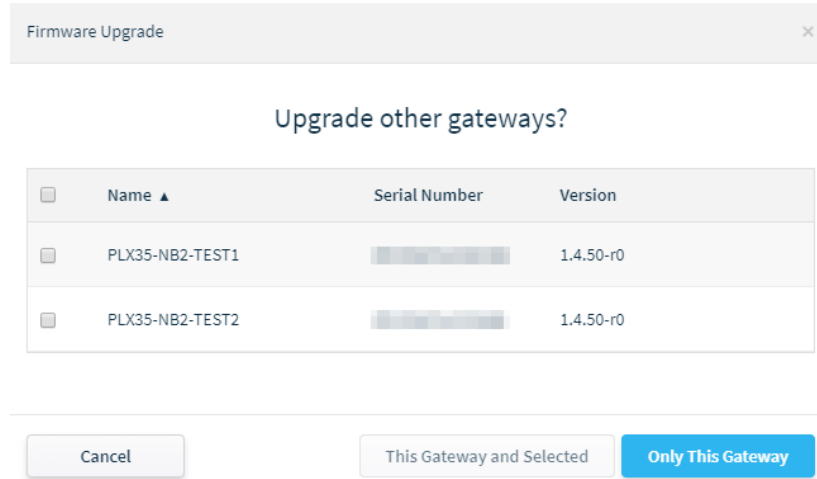 Firmware Upgrade ×
Upgrade other gateways?
Name ▲ Serial Number Version
PLX35-NB2-TEST1 1.4.50-r0
PLX35-NB2-TEST2 1.4.50-r0
Cancel This Gateway and Selected Only This Gateway